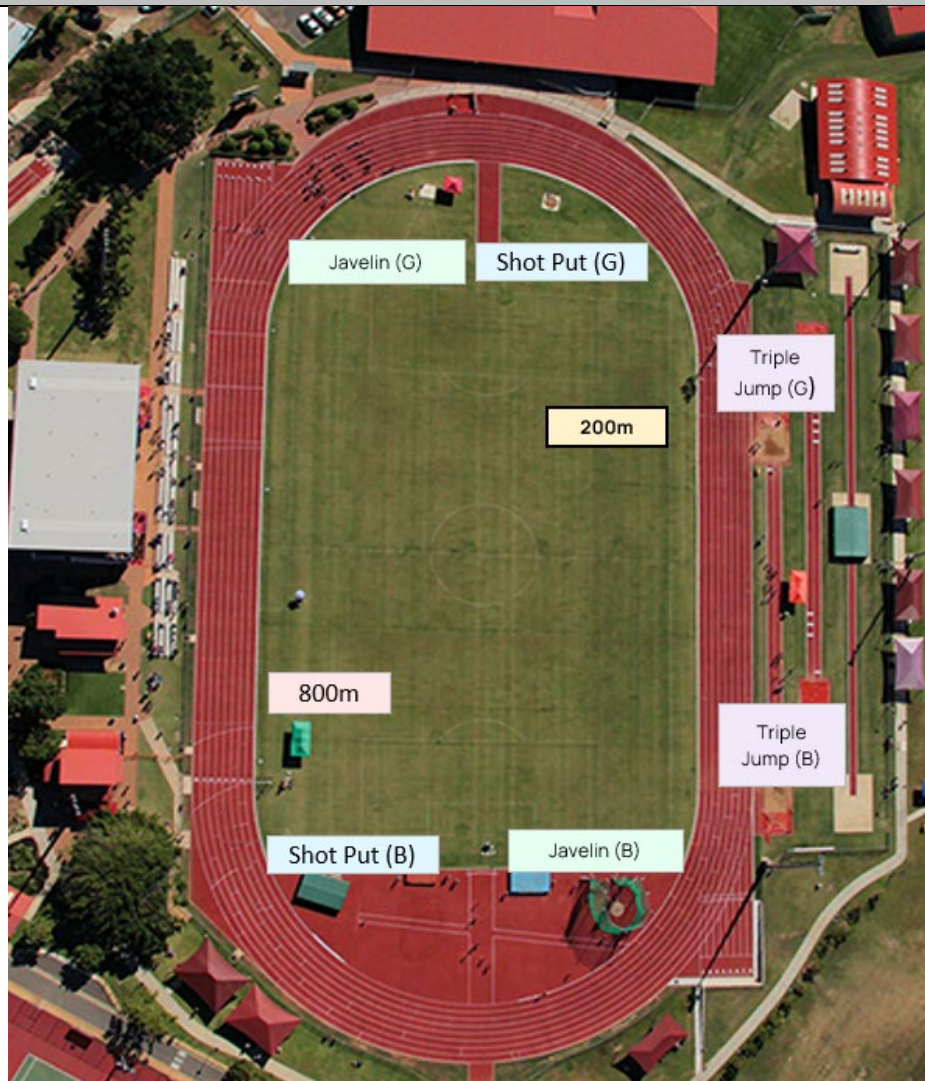 Javelin (G)
Shot Put (G)
Triple
Jump (G)
200m
800m
Triple
Jump (B)
Shot Put (B)
Javelin (B)